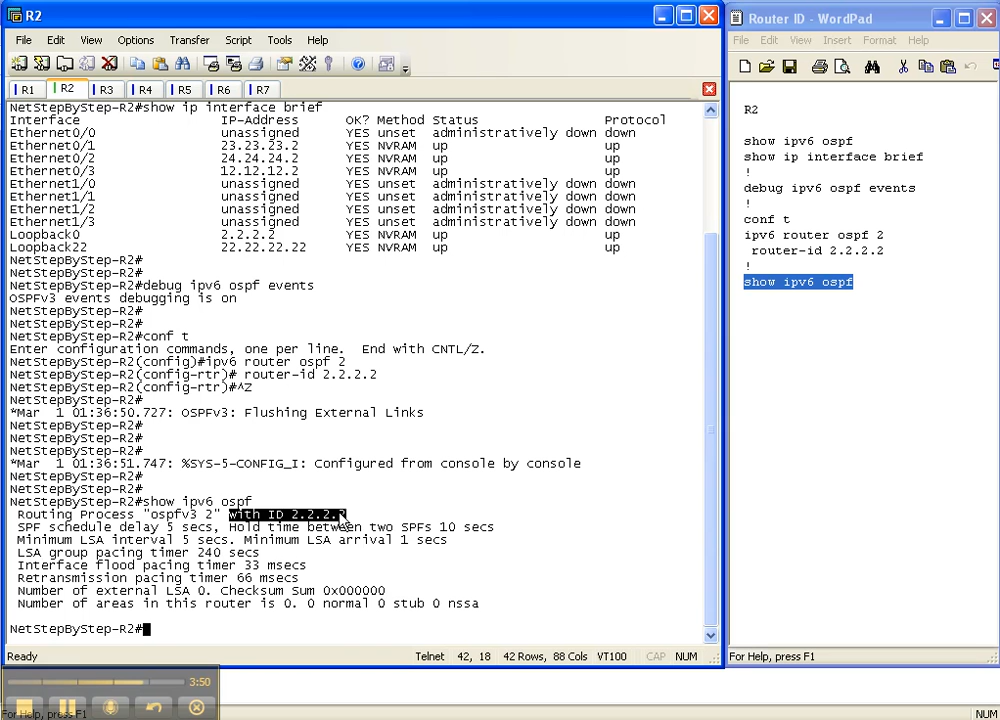 R2
File Edit View Options Transfer Script Tools Help
R1 R2 R3 R4 R5 R6 R7
NetStepByStep-R2#show ip interface brief
Interface IP-Address OK? Method Status Protocol
Ethernet0/0 unassigned YES unset administratively down down
Ethernet0/1 23.23.23.2 YES NVRAM up up
Ethernet0/2 24.24.24.2 YES NVRAM up up
Ethernet0/3 12.12.12.2 YES NVRAM up up
Ethernet1/0 unassigned YES unset administratively down down
Ethernet1/1 unassigned YES unset administratively down down
Ethernet1/2 unassigned YES unset administratively down down
Ethernet1/3 unassigned YES unset administratively down down
Loopback0 2.2.2.2 YES NVRAM up up
Loopback22 22.22.22.22 YES NVRAM up up
NetStepByStep-R2#
NetStepByStep-R2#
NetStepByStep-R2#debug ipv6 ospf events
OSPFv3 events debugging is on
NetStepByStep-R2#
NetStepByStep-R2#
NetStepByStep-R2#conf t
Enter configuration commands, one per line.  End with CNTL/Z.
NetStepByStep-R2(config)#ipv6 router ospf 2
NetStepByStep-R2(config-rtr)# router-id 2.2.2.2
NetStepByStep-R2(config-rtr)#^Z
NetStepByStep-R2#
*Mar  1 01:36:50.727: OSPFv3: Flushing External Links
NetStepByStep-R2#
NetStepByStep-R2#
NetStepByStep-R2#
*Mar  1 01:36:51.747: %SYS-5-CONFIG_I: Configured from console by console
NetStepByStep-R2#
NetStepByStep-R2#
NetStepByStep-R2#show ipv6 ospf
Routing Process "ospfv3 2" with ID 2.2.2.2
SPF schedule delay 5 secs, Hold time between two SPFs 10 secs
Minimum LSA interval 5 secs. Minimum LSA arrival 1 secs
LSA group pacing timer 240 secs
Interface flood pacing timer 33 msecs
Retransmission pacing timer 66 msecs
Number of external LSA 0. Checksum Sum 0x000000
Number of areas in this router is 0. 0 normal 0 stub 0 nssa
NetStepByStep-R2#
Ready Telnet 42, 18 42 Rows, 88 Cols VT100 CAP NUM
3:50
For Help, press F1
NUM
Router ID - WordPad
File Edit View Insert Format Help
R2
show ipv6 ospf
show ip interface brief
!
debug ipv6 ospf events
!
conf t
ipv6 router ospf 2
router-id 2.2.2.2
!
show ipv6 ospf
For Help, press F1